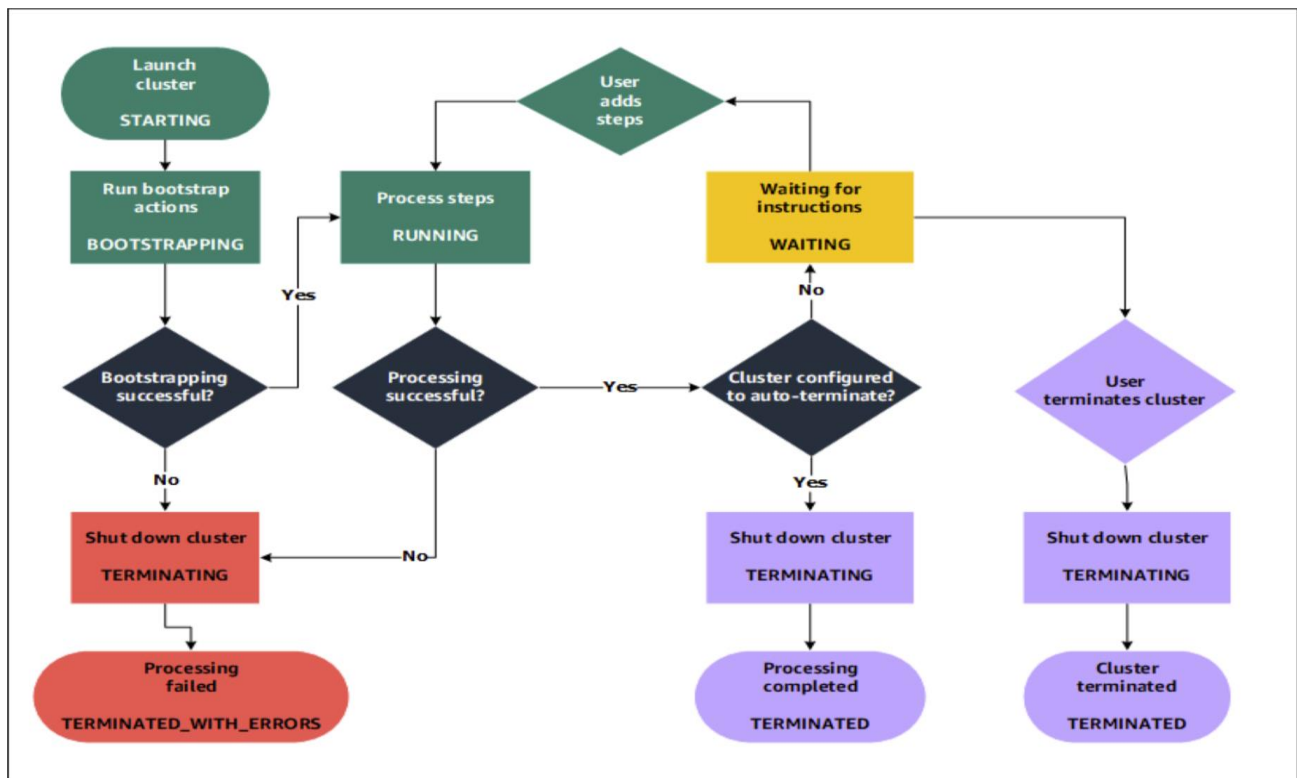 Launch
cluster
STARTING
User
adds
steps
Run bootstrap
actions
BOOTSTRAPPING
Process steps
RUNNING
Waiting for
instructions
WAITING
Yes
No
Bootstrapping
successful?
Processing
successful?
Yes
Cluster configured
to auto-terminate?
User
terminates cluster
No
Yes
Shut down cluster
TERMINATING
No
Shut down cluster
TERMINATING
Shut down cluster
TERMINATING
Processing
failed
TERMINATED_WITH_ERRORS
Processing
completed
TERMINATED
Cluster
terminated
TERMINATED